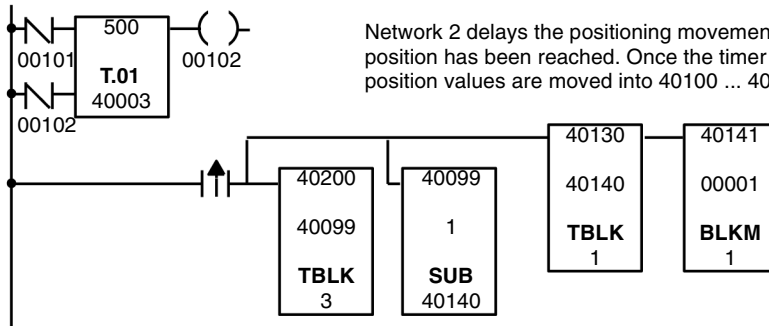 500
00101
00102
T.01
40003
00102
Network 2 delays the positioning
position has been reached. Once the timer
position values are moved into 40100 ...
40200
40099
TBLK
3
40099
1
SUB
40140
40130
40140
TBLK
1
40141
00001
BLKM
1